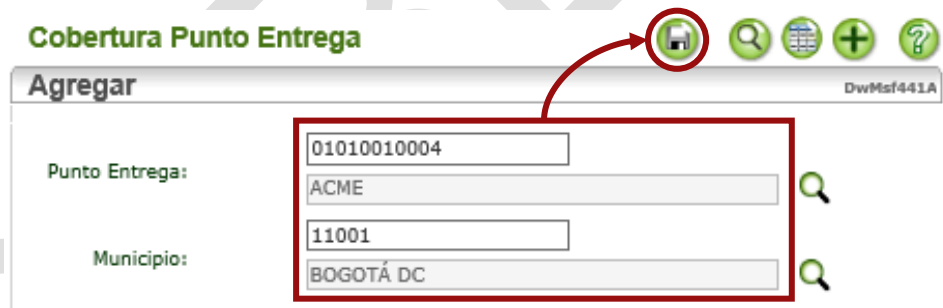 Cobertura Punto Entrega
Agregar
DwMsf441A
01010010004
Punto Entrega:
ACME
11001
Municipio:
BOGOTÁ DC